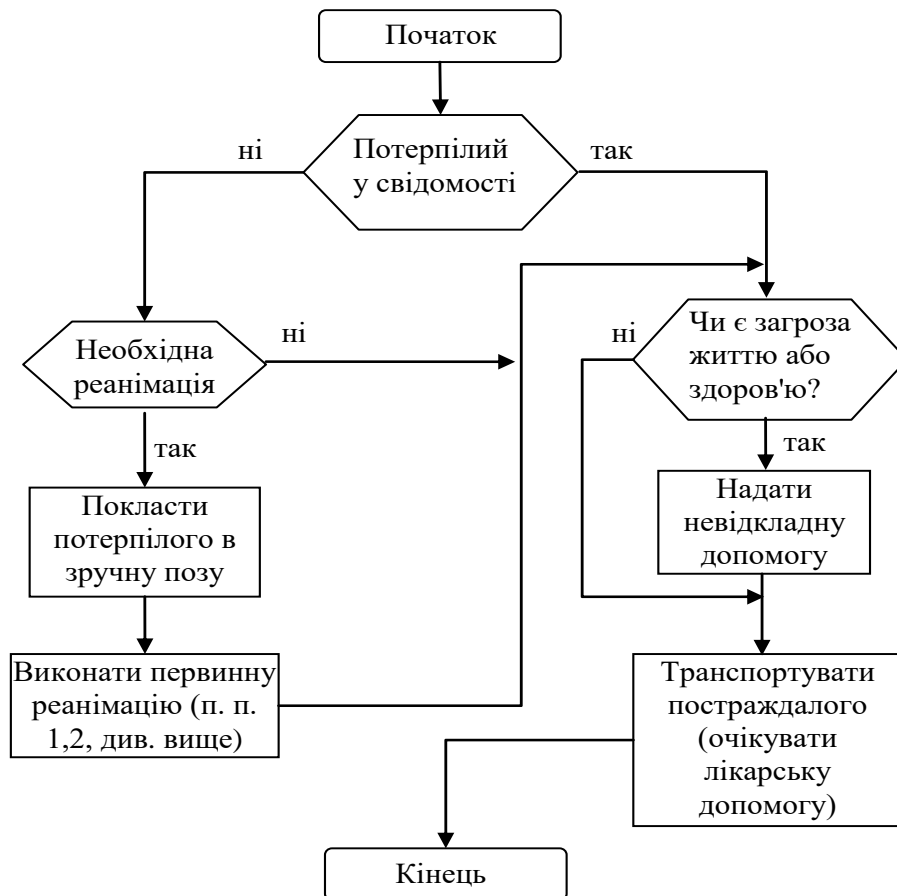 Початок
ні
Потерпілий
у свідомості
так
Необхідна
реанімація
ні
ні
Чи є загроза
життю або
здоров'ю?
так
так
Покласти
потерпілого в
зручну позу
Надати
невідкладну
допомогу
Виконати первинну
реанімацію (п. п.
1,2, див. вище)
Транспортувати
постраждалого
(очікувати
лікарську
допомогу)
Кінець